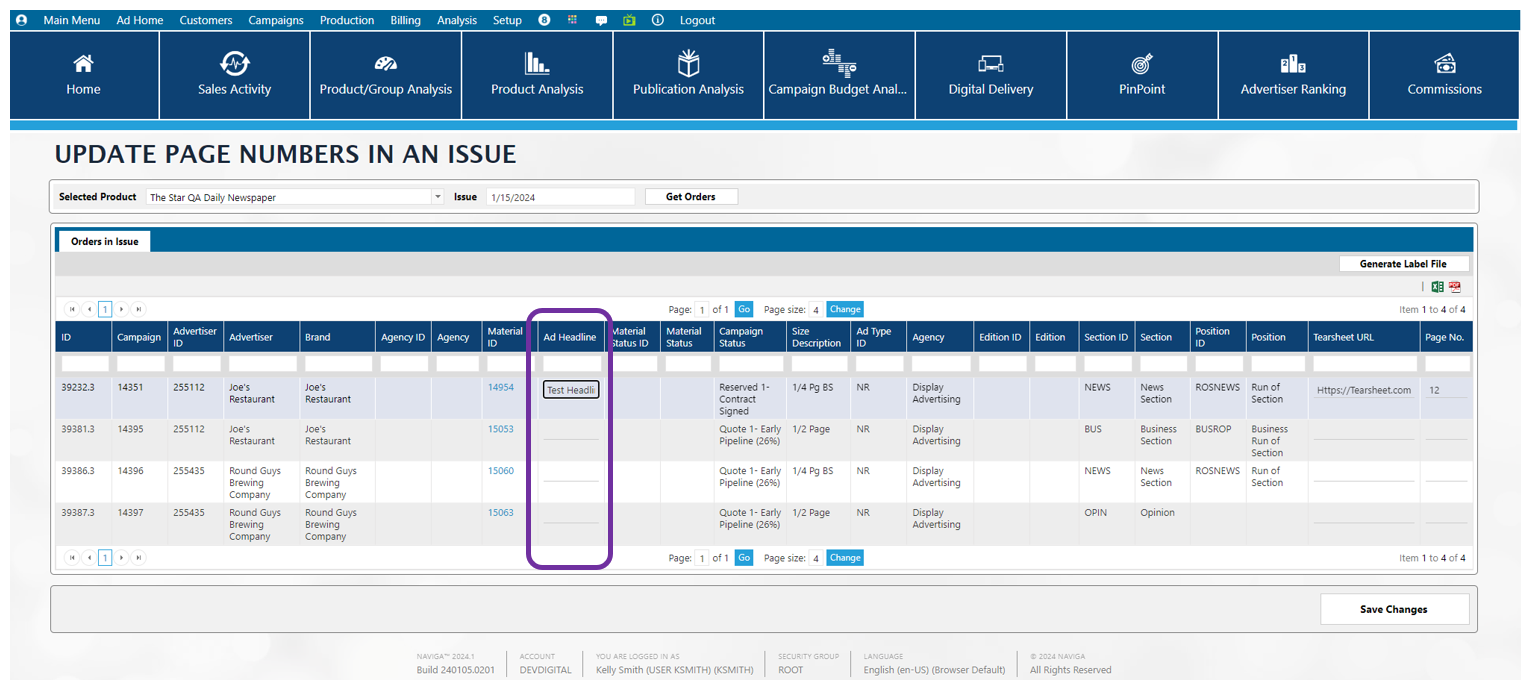 Main Menu Ad Home Customers Campaigns Production Billing Analysis Setup 8 Logout
Home Sales Activity Product/Group Analysis Product Analysis Publication Analysis Campaign Budget Anal... Digital Delivery PinPoint Advertiser Ranking Commissions
UPDATE PAGE NUMBERS IN AN ISSUE
Selected Product The Star QA Daily Newspaper Issue 1/15/2024 Get Orders
Orders in Issue
Generate Label File
1 Page: 1 of 1 Go Page size: 4 Change Item 1 to 4 of 4
ID Campaign Advertiser ID Advertiser Brand Agency ID Agency Material ID Ad Headline Material Status ID Material Status Campaign Status Size Description Ad Type ID Agency Edition ID Edition Section ID Section Position ID Position Tearsheet URL Page No.
39232.3 14351 255112 Joe's Restaurant Joe's Restaurant 14954 Test Headli Reserved 1- Contract Signed 1/4 Pg BS NR Display Advertising NEWS News Section ROSNEWS Run of Section Https://Tearsheet.com 12
39381.3 14395 255112 Joe's Restaurant Joe's Restaurant 15053 Quote 1- Early Pipeline (26%) 1/2 Page NR Display Advertising BUS Business Section BUSROP Business Run of Section
39386.3 14396 255435 Round Guys Brewing Company Round Guys Brewing Company 15060 Quote 1- Early Pipeline (26%) 1/4 Pg BS NR Display Advertising NEWS News Section ROSNEWS Run of Section
39387.3 14397 255435 Round Guys Brewing Company Round Guys Brewing Company 15063 Quote 1- Early Pipeline (26%) 1/2 Page NR Display Advertising OPIN Opinion
1 Page: 1 of 1 Go Page size: 4 Change Item 1 to 4 of 4
Save Changes
NAVIGA™ 2024.1 ACCOUNT YOU ARE LOGGED IN AS SECURITY GROUP LANGUAGE © 2024 NAVIGA
Build 240105.0201 DEVDIGITAL Kelly Smith (USER KSMITH) (KSMITH) ROOT English (en-US) (Browser Default) All Rights Reserved